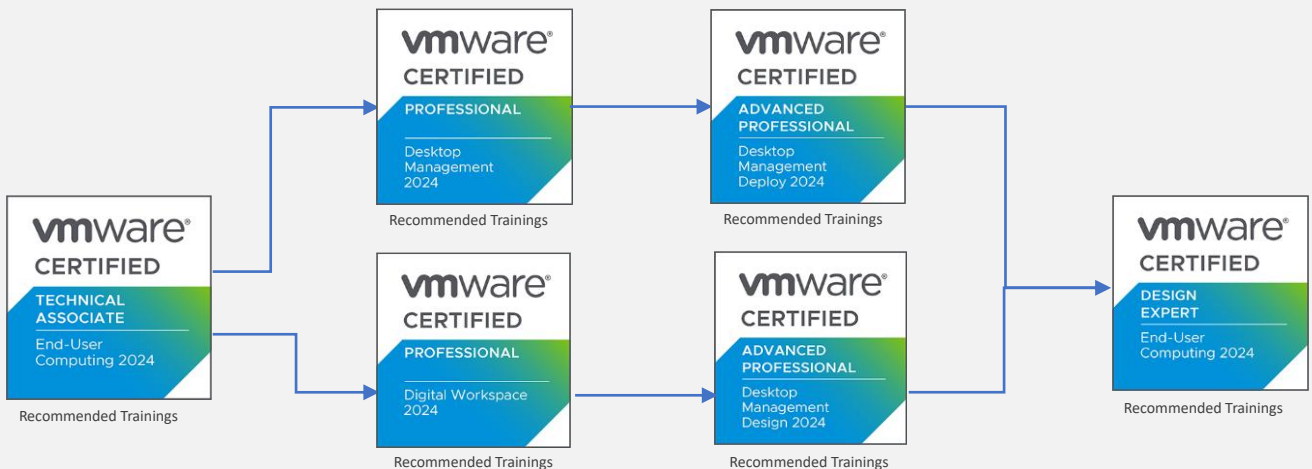 vmware®
CERTIFIED
TECHNICAL
ASSOCIATE
End-User
Computing 2024
Recommended Trainings
vmware®
CERTIFIED
PROFESSIONAL
Desktop
Management
2024
Recommended Trainings
vmware®
CERTIFIED
ADVANCED
PROFESSIONAL
Desktop
Management
Deploy 2024
Recommended Trainings
vmware®
CERTIFIED
PROFESSIONAL
Digital Workspace
2024
Recommended Trainings
vmware®
CERTIFIED
ADVANCED
PROFESSIONAL
Desktop
Management
Design 2024
Recommended Trainings
vmware®
CERTIFIED
DESIGN
EXPERT
End-User
Computing 2024
Recommended Trainings